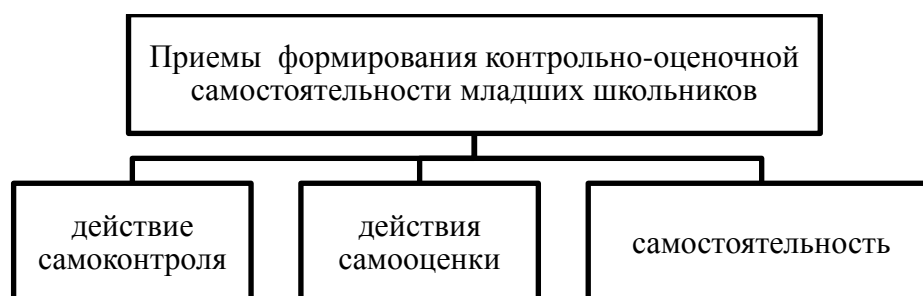 Приемы формирования контрольно-оценочной
самостоятельности младших школьников
действие
самоконтроля
действия
самооценки
самостоятельность